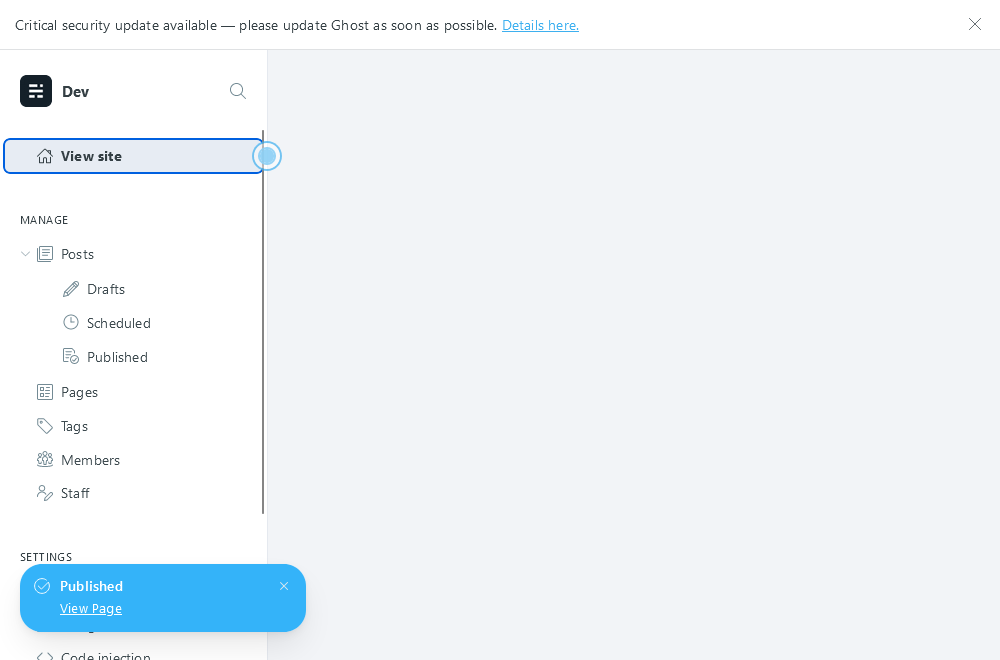 Critical security update available — please update Ghost as soon as possible. Details here.
Dev
View site
MANAGE
Posts
Drafts
Scheduled
Published
Pages
Tags
Members
Staff
SETTINGS
Published
View Page
Code injection